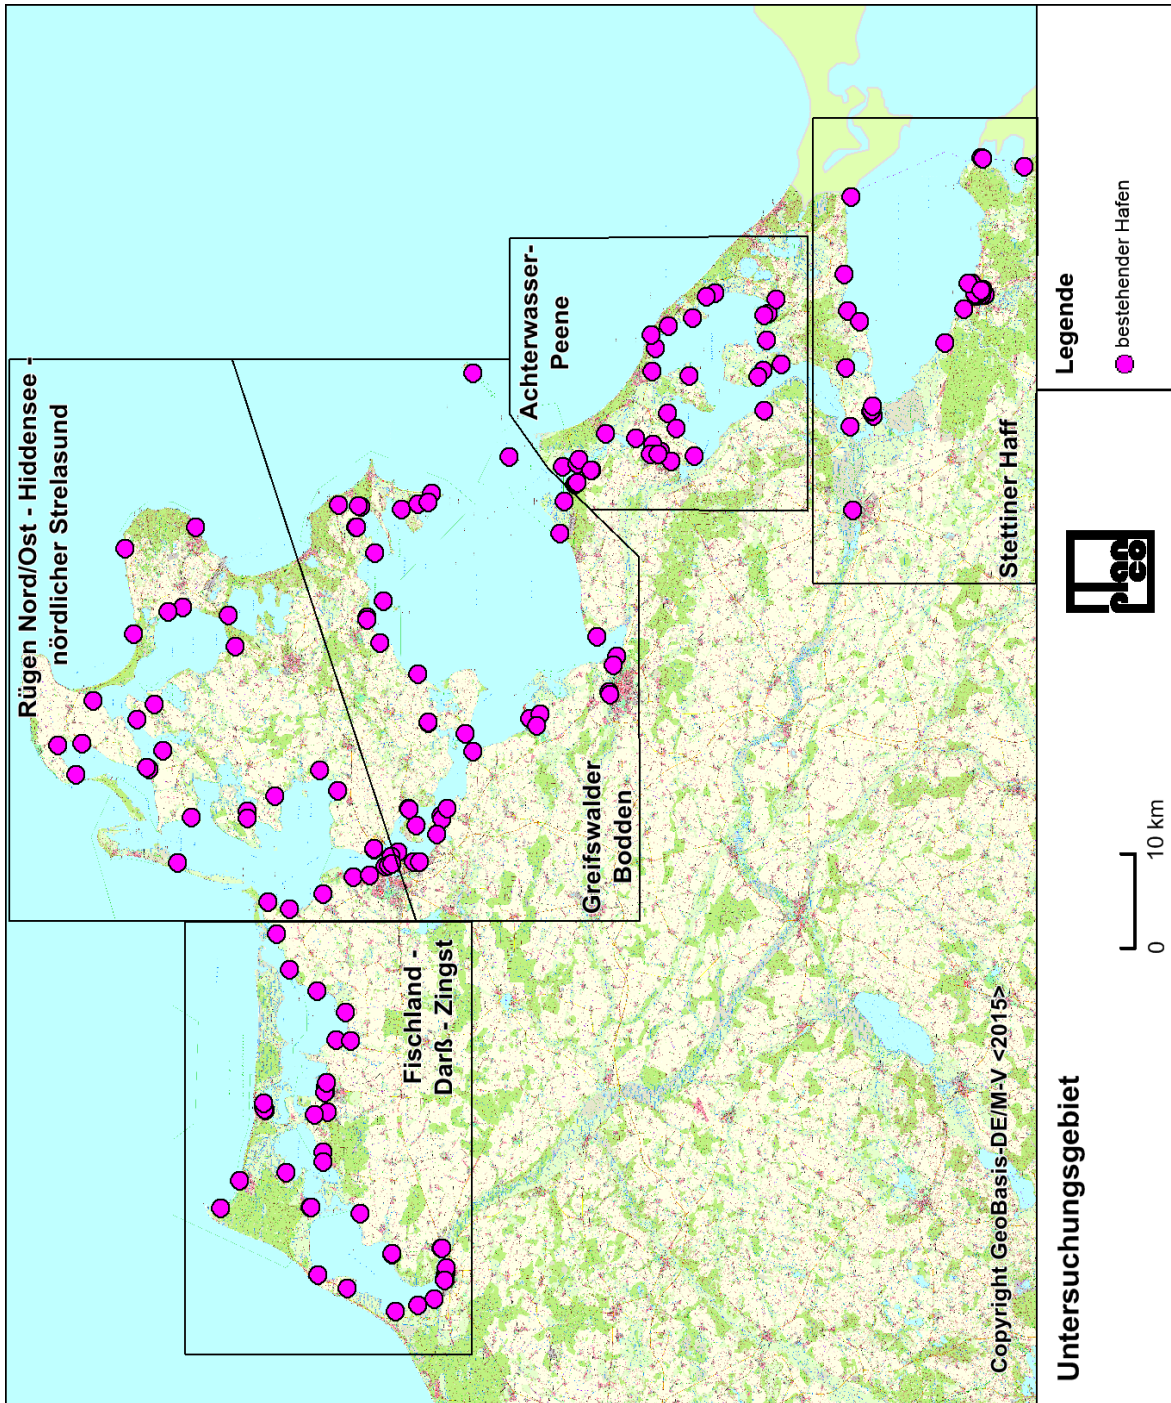 Rügen Nord/Ost - Hiddensee -
nördlicher Strelasund
Achterwasser-
Peene
Fischland -
Darß - Zingst
Greifswalder
Bodden
Stettiner Haff
Copyright GeoBasis-DE/M-V <2015>
Untersuchungsgebiet
0
10 km
plan
co
Legende
bestehender Hafen